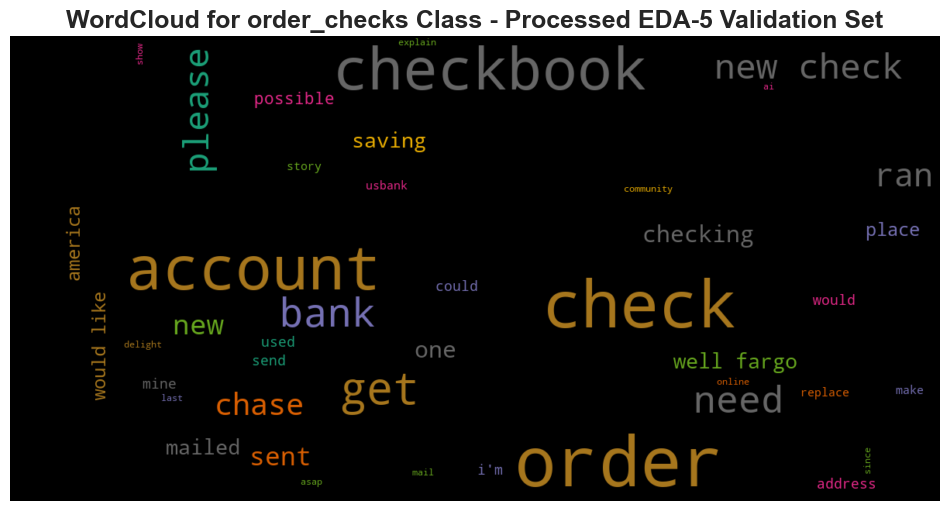 WordCloud for order_checks Class - Processed EDA-5 Validation Set
show
explain
checkbook
new check
please
possible
ai
saving
story
usbank
community
ran
america
checking
place
account
could
check
would
bank
would like
new
used
delight
send
one
well fargo
mine
last
online
replace
make
get
need
chase
mailed
sent
order
since
i'm
mail
asap
address